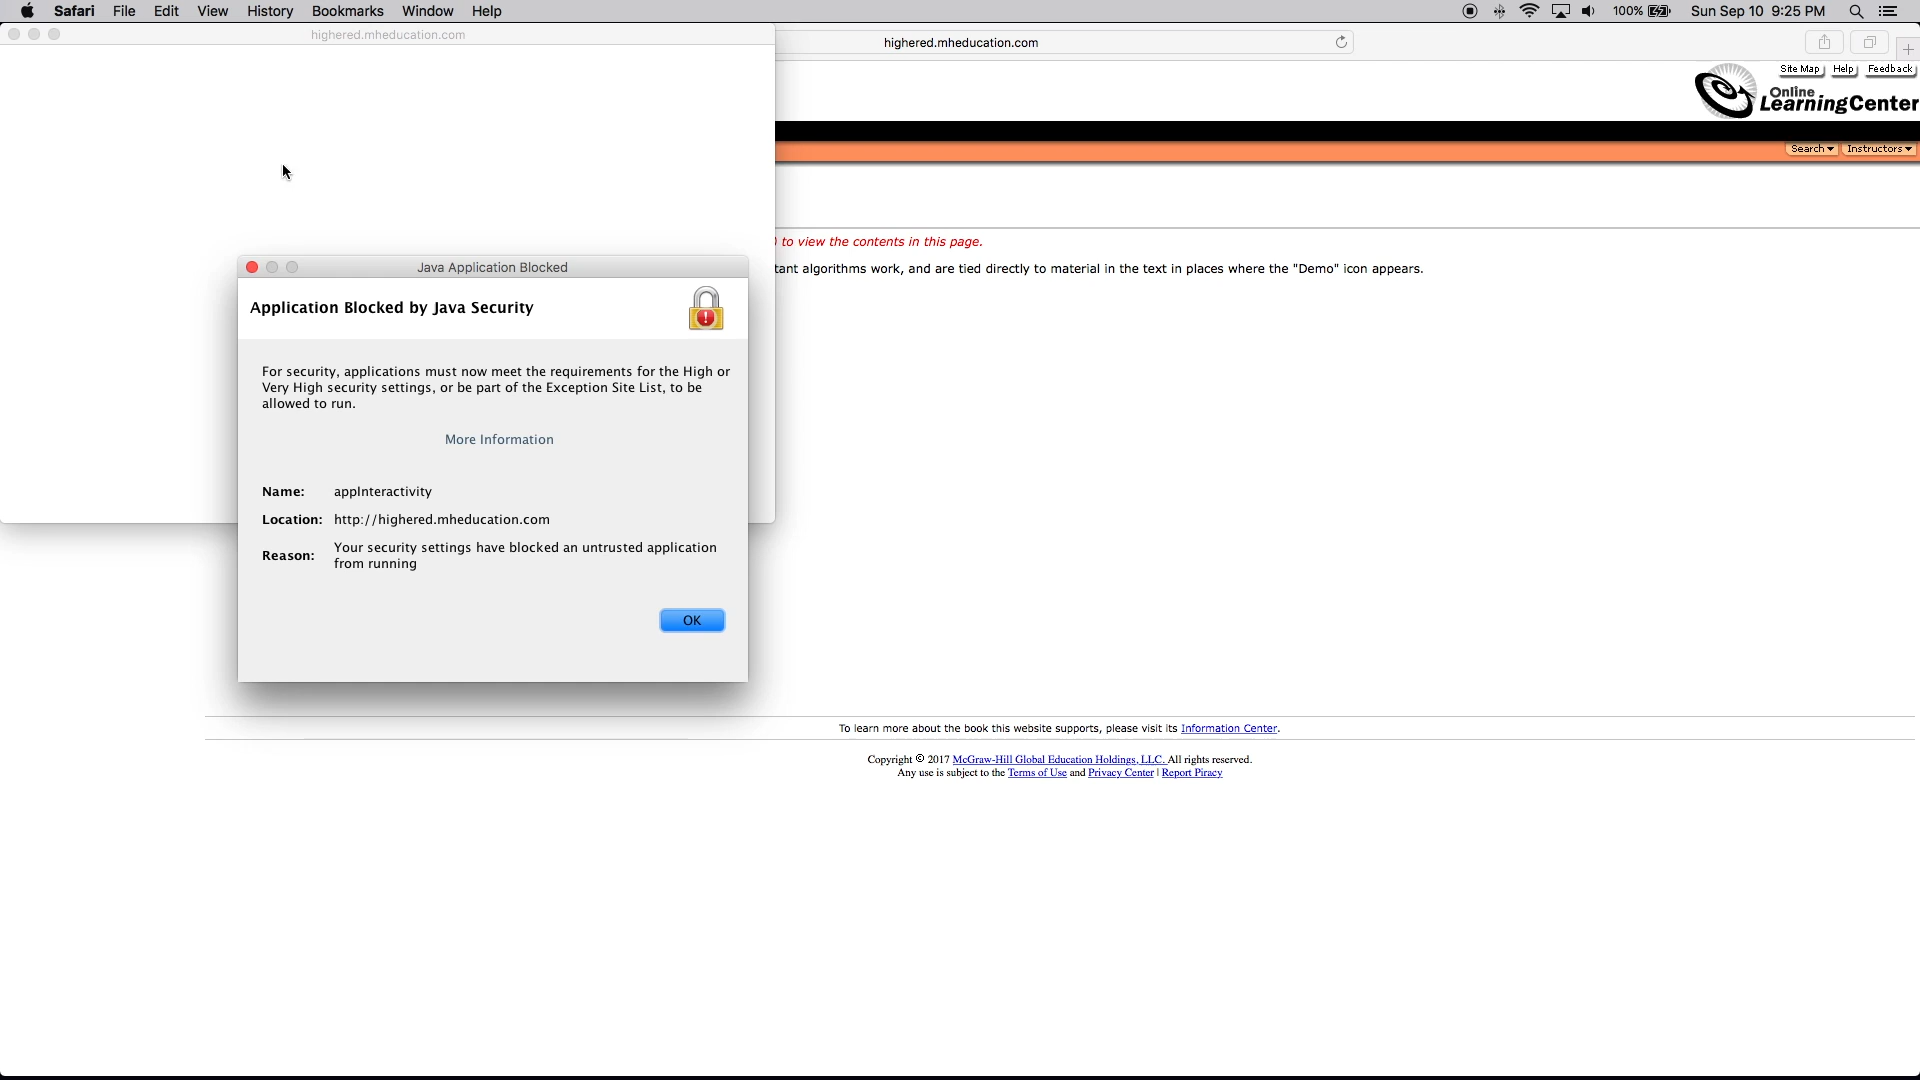 Safari File Edit View History Bookmarks Window Help
100% Sun Sep 10 9:25 PM
highered.mheducation.com
highered.mheducation.com
Site Map Help Feedback
Online
LearningCenter
Search Instructors
) to view the contents in this page.
tant algorithms work, and are tied directly to material in the text in places where the "Demo" icon appears.
Java Application Blocked
Application Blocked by Java Security
For security, applications must now meet the requirements for the High or
Very High security settings, or be part of the Exception Site List, to be
allowed to run.
More Information
Name: appInteractivity
Location: http://highered.mheducation.com
Reason: Your security settings have blocked an untrusted application
from running
OK
To learn more about the book this website supports, please visit its Information Center.
Copyright © 2017 McGraw-Hill Global Education Holdings, LLC. All rights reserved.
Any use is subject to the Terms of Use and Privacy Center | Report Piracy